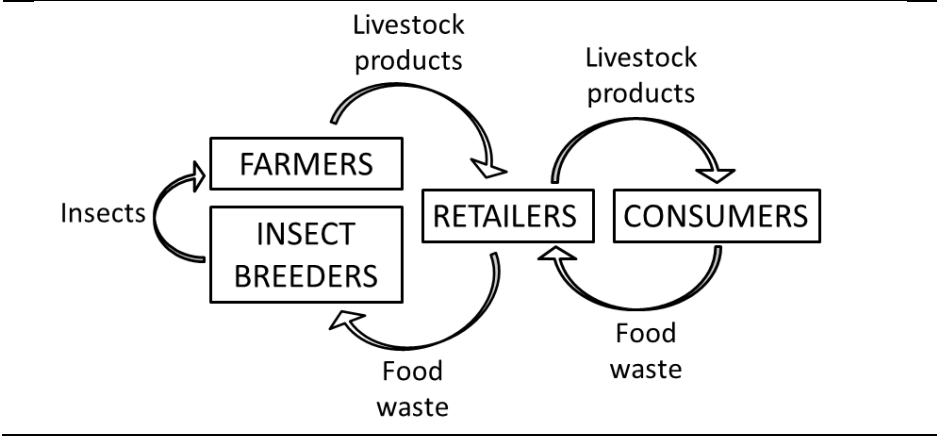 Livestock
products
Livestock
products
FARMERS
Insects
RETAILERS
CONSUMERS
INSECT
BREEDERS
Food
waste
Food
waste